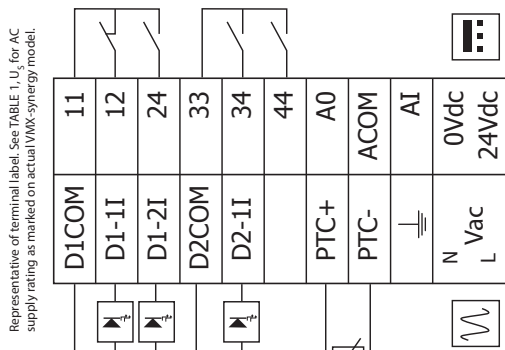 Representative of terminal label. See TABLE 1, Us for AC
supply rating as marked on actual VMX-synergy model.
D1COM 11
D1-1I 12
D1-2I 24
D2COM 33
D2-1I 34
44
PTC+ A0
PTC- ACOM
AI
N
L
Vac
0Vdc
24Vdc